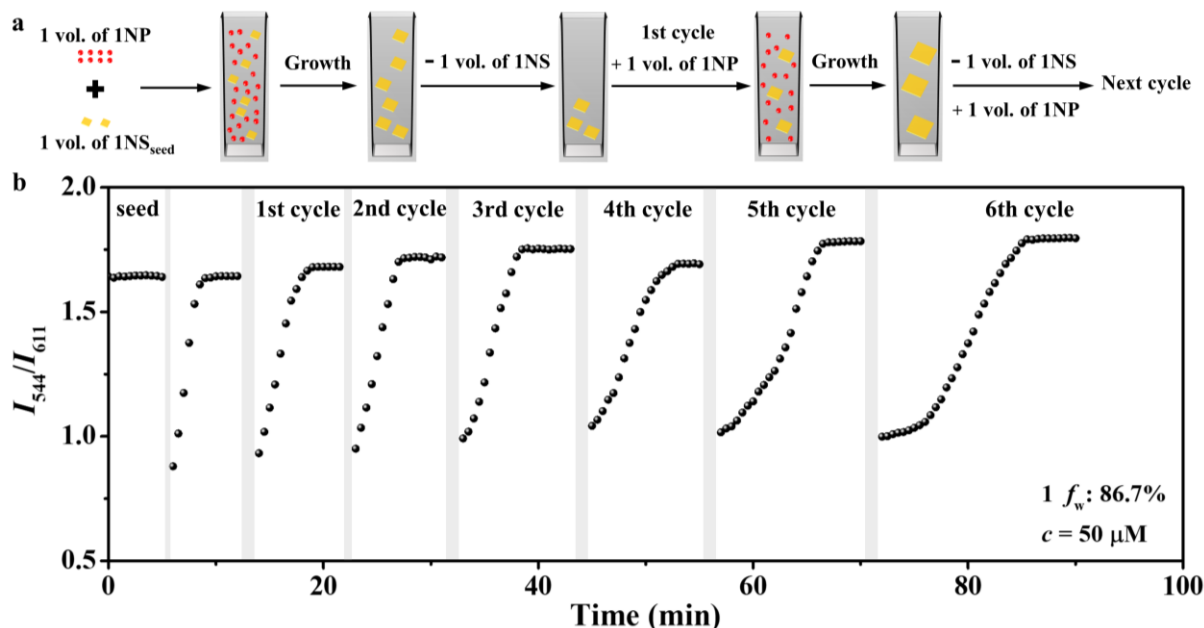 a
1 vol. of 1NP
+
1 vol. of 1NSseed
Growth
− 1 vol. of 1NS
1st cycle
+ 1 vol. of 1NP
Growth
− 1 vol. of 1NS
+ 1 vol. of 1NP
Next cycle
b
seed
1st cycle
2nd cycle
3rd cycle
4th cycle
5th cycle
6th cycle
2.0
1.5
1.0
0.5
I544/I611
1 fw: 86.7%
c = 50 μM
0 20 40 60 80 100
Time (min)